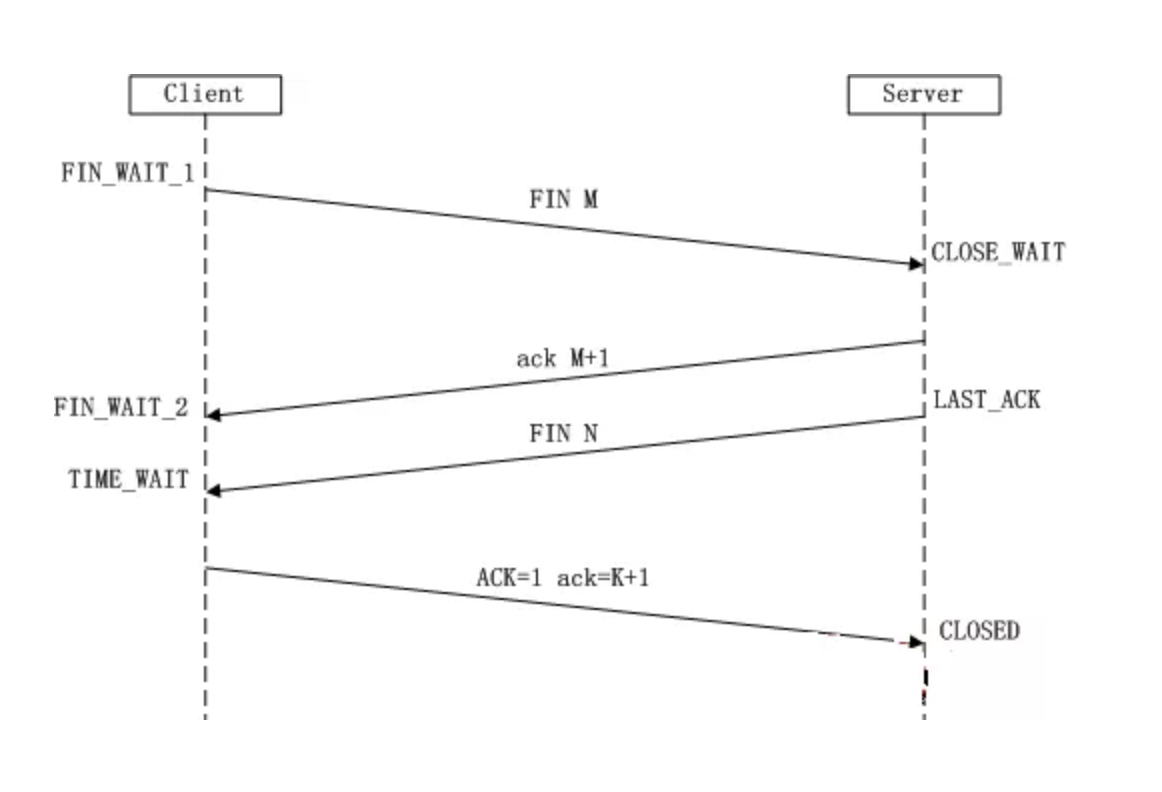 Client
Server
FIN_WAIT_1
FIN M
CLOSE_WAIT
ack M+1
FIN_WAIT_2
LAST_ACK
FIN N
TIME_WAIT
ACK=1 ack=K+1
CLOSED